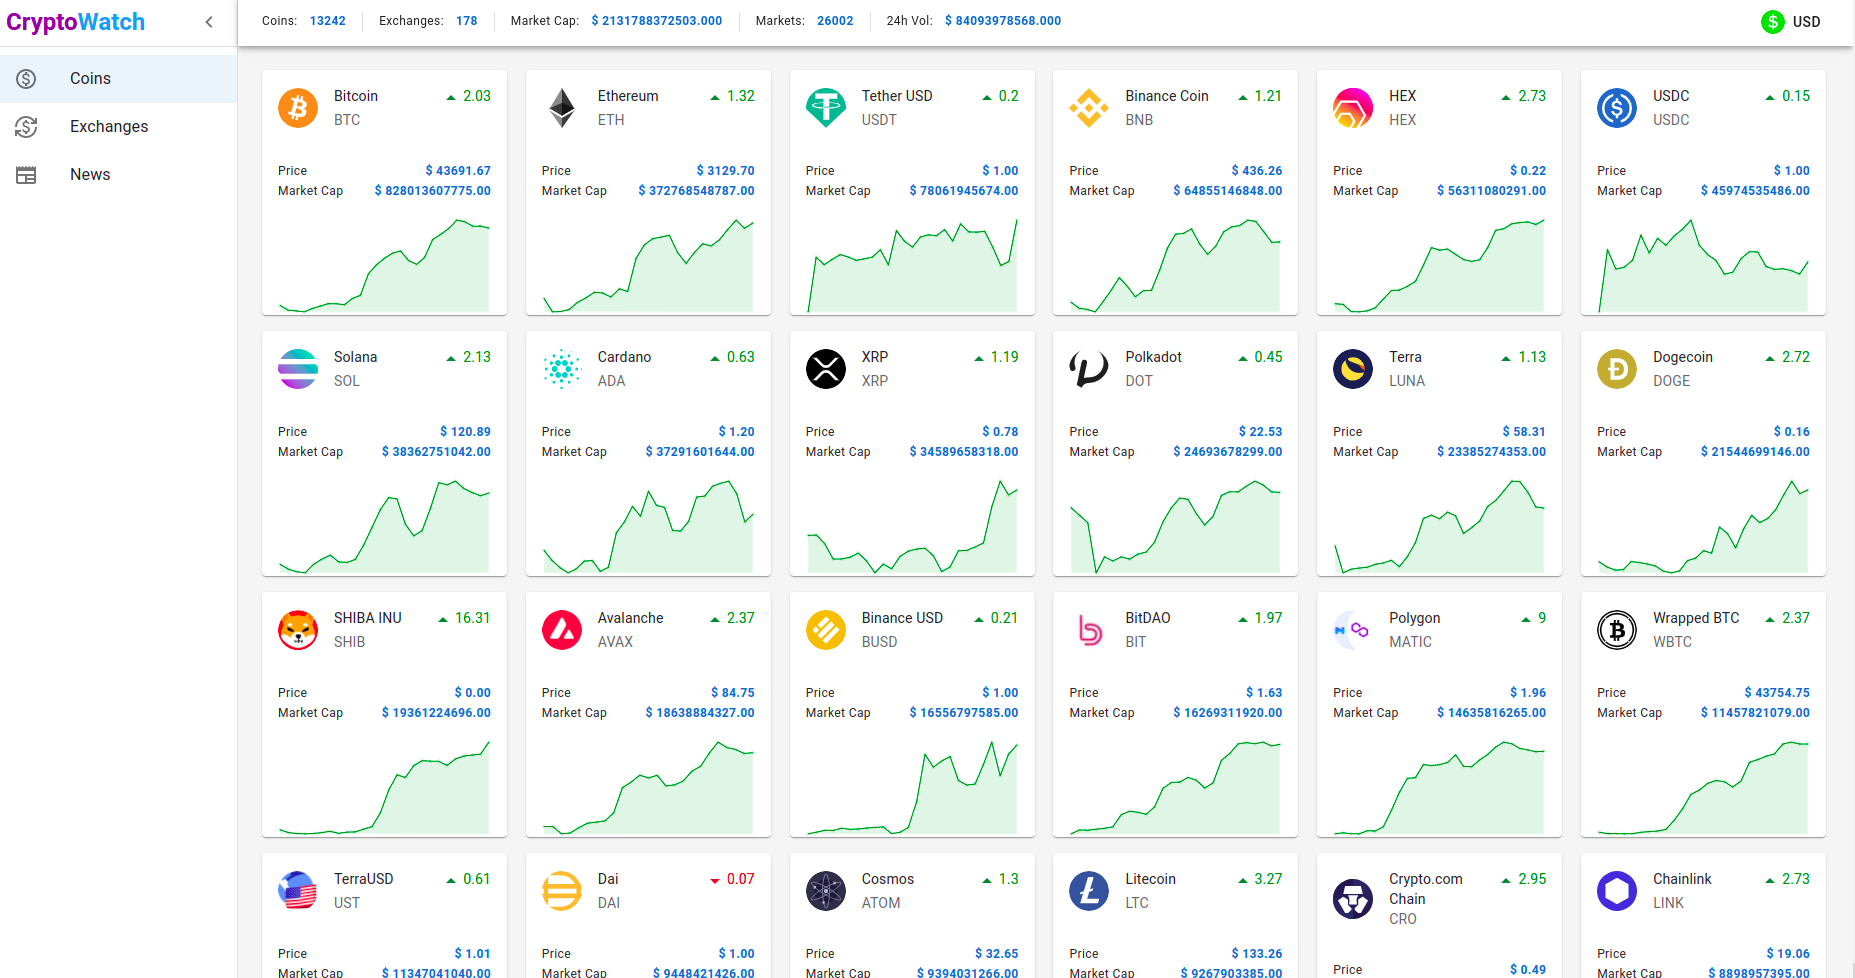 CryptoWatch
Coins: 13242 Exchanges: 178 Market Cap: $ 2131788372503.000 Markets: 26002 24h Vol: $ 84093978568.000
USD
Coins
Exchanges
News
Bitcoin 2.03
BTC
Price $ 43691.67
Market Cap $ 828013607775.00
Ethereum 1.32
ETH
Price $ 3129.70
Market Cap $ 372768548787.00
Tether USD 0.2
USDT
Price $ 1.00
Market Cap $ 78061945674.00
Binance Coin 1.21
BNB
Price $ 436.26
Market Cap $ 64855146848.00
HEX 2.73
HEX
Price $ 0.22
Market Cap $ 56311080291.00
USDC 0.15
USDC
Price $ 1.00
Market Cap $ 45974535486.00
Solana 2.13
SOL
Price $ 120.89
Market Cap $ 38362751042.00
Cardano 0.63
ADA
Price $ 1.20
Market Cap $ 37291601644.00
XRP 1.19
XRP
Price $ 0.78
Market Cap $ 34589658318.00
Polkadot 0.45
DOT
Price $ 22.53
Market Cap $ 24693678299.00
Terra 1.13
LUNA
Price $ 58.31
Market Cap $ 23385274353.00
Dogecoin 2.72
DOGE
Price $ 0.16
Market Cap $ 21544699146.00
SHIBA INU 16.31
SHIB
Price $ 0.00
Market Cap $ 19361224696.00
Avalanche 2.37
AVAX
Price $ 84.75
Market Cap $ 18638884327.00
Binance USD 0.21
BUSD
Price $ 1.00
Market Cap $ 16556797585.00
BitDAO 1.97
BIT
Price $ 1.63
Market Cap $ 16269311920.00
Polygon 9
MATIC
Price $ 1.96
Market Cap $ 14635816265.00
Wrapped BTC 2.37
WBTC
Price $ 43754.75
Market Cap $ 11457821079.00
TerraUSD 0.61
UST
Price $ 1.01
Market Cap $ 11347041040.00
Dai 0.07
DAI
Price $ 1.00
Market Cap $ 9448421426.00
Cosmos 1.3
ATOM
Price $ 32.65
Market Cap $ 9394031266.00
Litecoin 3.27
LTC
Price $ 133.26
Market Cap $ 9267903385.00
Crypto.com 2.95
Chain
CRO
Price $ 0.49
Chainlink 2.73
LINK
Price $ 19.06
Market Cap $ 8898957395.00